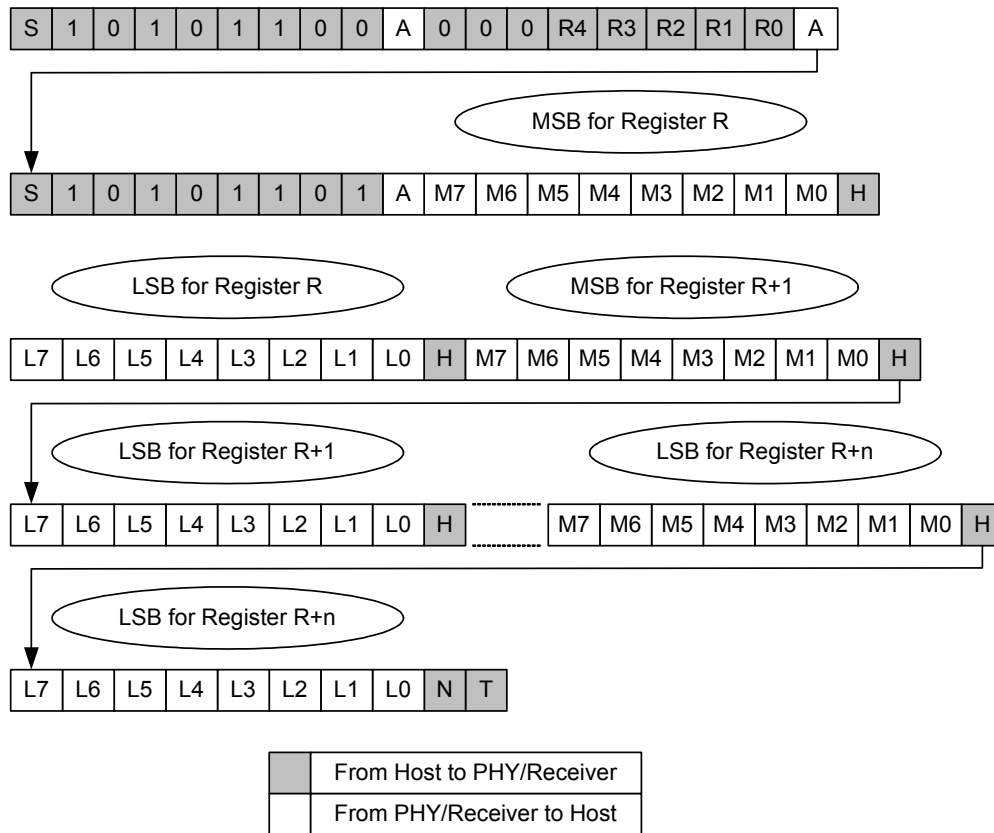 S 1 0 1 0 1 1 0 0 A 0 0 0 R4 R3 R2 R1 R0 A
MSB for Register R
S 1 0 1 0 1 1 0 1 A M7 M6 M5 M4 M3 M2 M1 M0 H
LSB for Register R MSB for Register R+1
L7 L6 L5 L4 L3 L2 L1 L0 H M7 M6 M5 M4 M3 M2 M1 M0 H
LSB for Register R+1 LSB for Register R+n
L7 L6 L5 L4 L3 L2 L1 L0 H M7 M6 M5 M4 M3 M2 M1 M0 H
LSB for Register R+n
L7 L6 L5 L4 L3 L2 L1 L0 N T
From Host to PHY/Receiver
From PHY/Receiver to Host